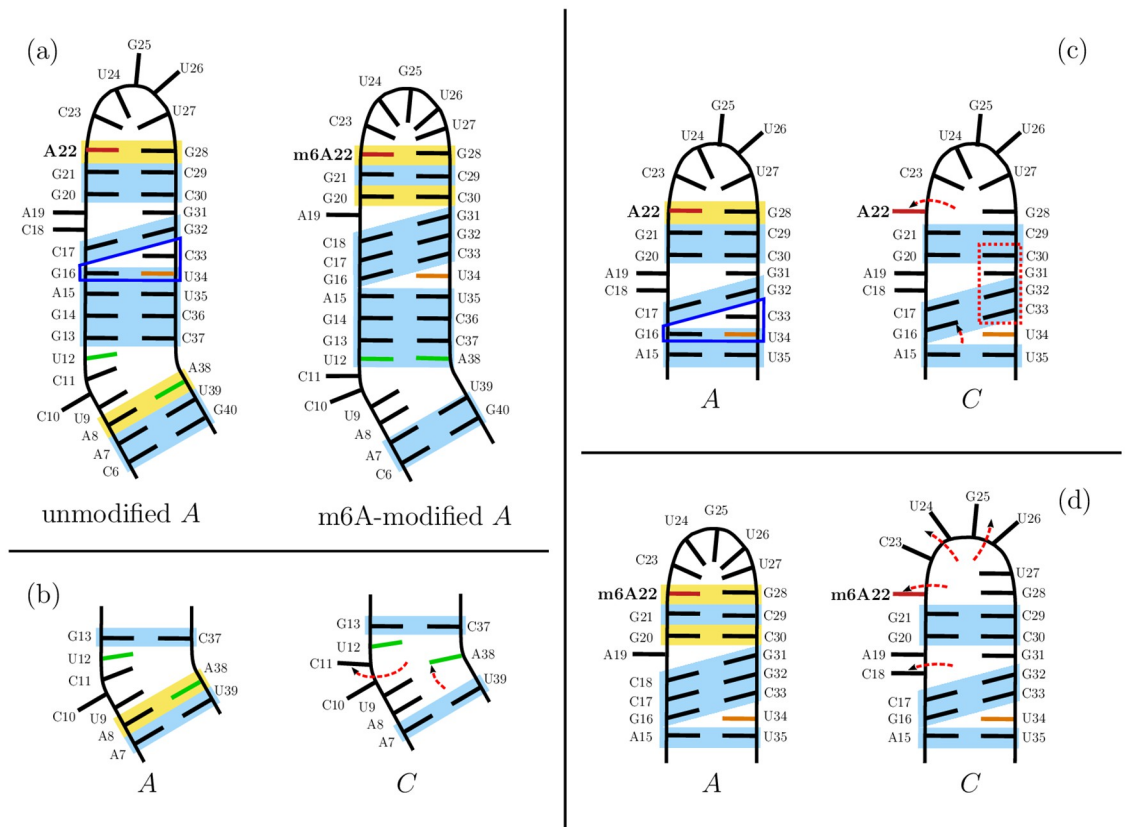 (a)
G25
U24
U26
C23
U27
A22
G28
G21
C29
G20
C30
A19
G31
C18
G32
C17
C33
G16
U34
A15
U35
G14
C36
G13
C37
U12
A38
C11
U39
C10
G40
U9
A8
A7
C6
unmodified A
G25
U24
U26
C23
U27
m6A22
G28
G21
C29
G20
C30
A19
G31
C18
G32
C17
C33
G16
U34
A15
U35
G14
C36
G13
C37
U12
A38
C11
U39
C10
G40
U9
A8
A7
C6
m6A-modified A
(b)
G13
C37
U12
A38
C11
U39
C10
U9
A8
A7
A
G13
C37
U12
A38
C11
U39
C10
U9
A8
A7
C
(c)
G25
U24
U26
C23
U27
A22
G28
G21
C29
G20
C30
A19
G31
C18
G32
C17
C33
G16
U34
A15
U35
A
G25
U24
U26
C23
U27
A22
G28
G21
C29
G20
C30
A19
G31
C18
G32
C17
C33
G16
U34
A15
U35
C
(d)
G25
U24
U26
C23
U27
m6A22
G28
G21
C29
G20
C30
A19
G31
C18
G32
C17
C33
G16
U34
A15
U35
A
G25
U24
U26
C23
U27
m6A22
G28
G21
C29
G20
C30
A19
G31
C18
G32
C17
C33
G16
U34
A15
U35
C